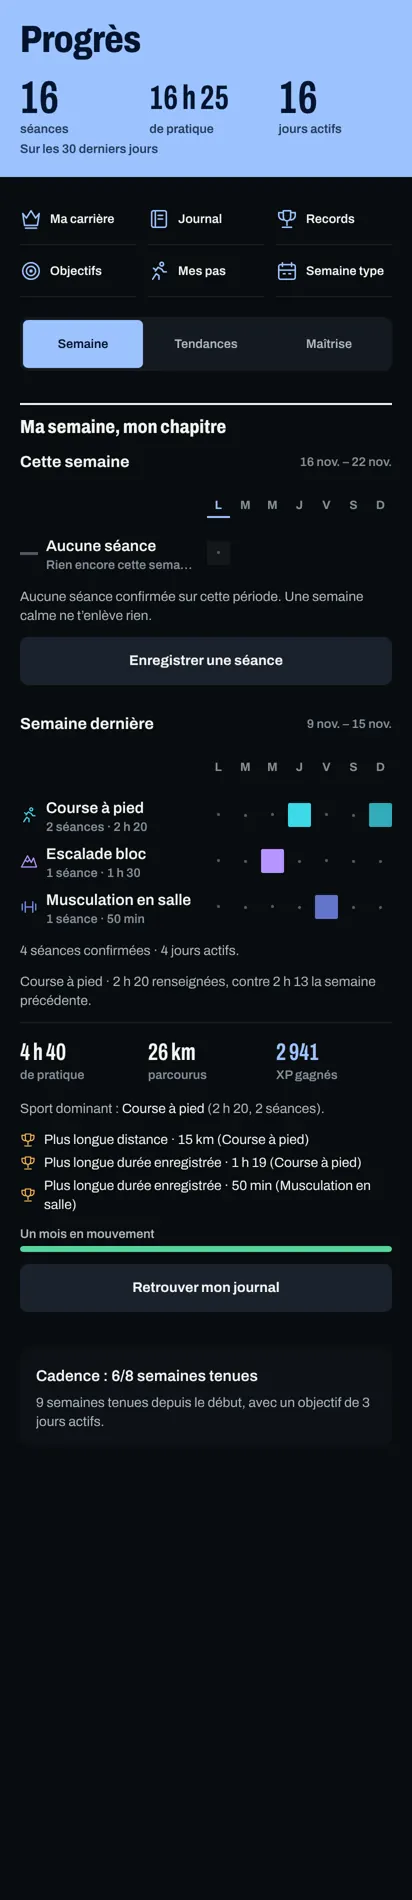 Progrès
16
16 h 25
16
séances
de pratique
jours actifs
Sur les 30 derniers jours
Ma carrière
Journal
Records
Objectifs
Mes pas
Semaine type
Semaine
Tendances
Maîtrise
Ma semaine, mon chapitre
Cette semaine
16 nov. – 22 nov.
L M M J V S D
Aucune séance
Rien encore cette sema...
Aucune séance confirmée sur cette période. Une semaine
calme ne t'enlève rien.
Enregistrer une séance
Semaine dernière
9 nov. – 15 nov.
L M M J V S D
Course à pied
2 séances · 2 h 20
Escalade bloc
1 séance · 1 h 30
Musculation en salle
1 séance · 50 min
4 séances confirmées · 4 jours actifs.
Course à pied · 2 h 20 renseignées, contre 2 h 13 la semaine
précédente.
4 h 40
26 km
2 941
de pratique
parcourus
XP gagnés
Sport dominant : Course à pied (2 h 20, 2 séances).
Plus longue distance · 15 km (Course à pied)
Plus longue durée enregistrée · 1 h 19 (Course à pied)
Plus longue durée enregistrée · 50 min (Musculation en
salle)
Un mois en mouvement
Retrouver mon journal
Cadence : 6/8 semaines tenues
9 semaines tenues depuis le début, avec un objectif de 3
jours actifs.